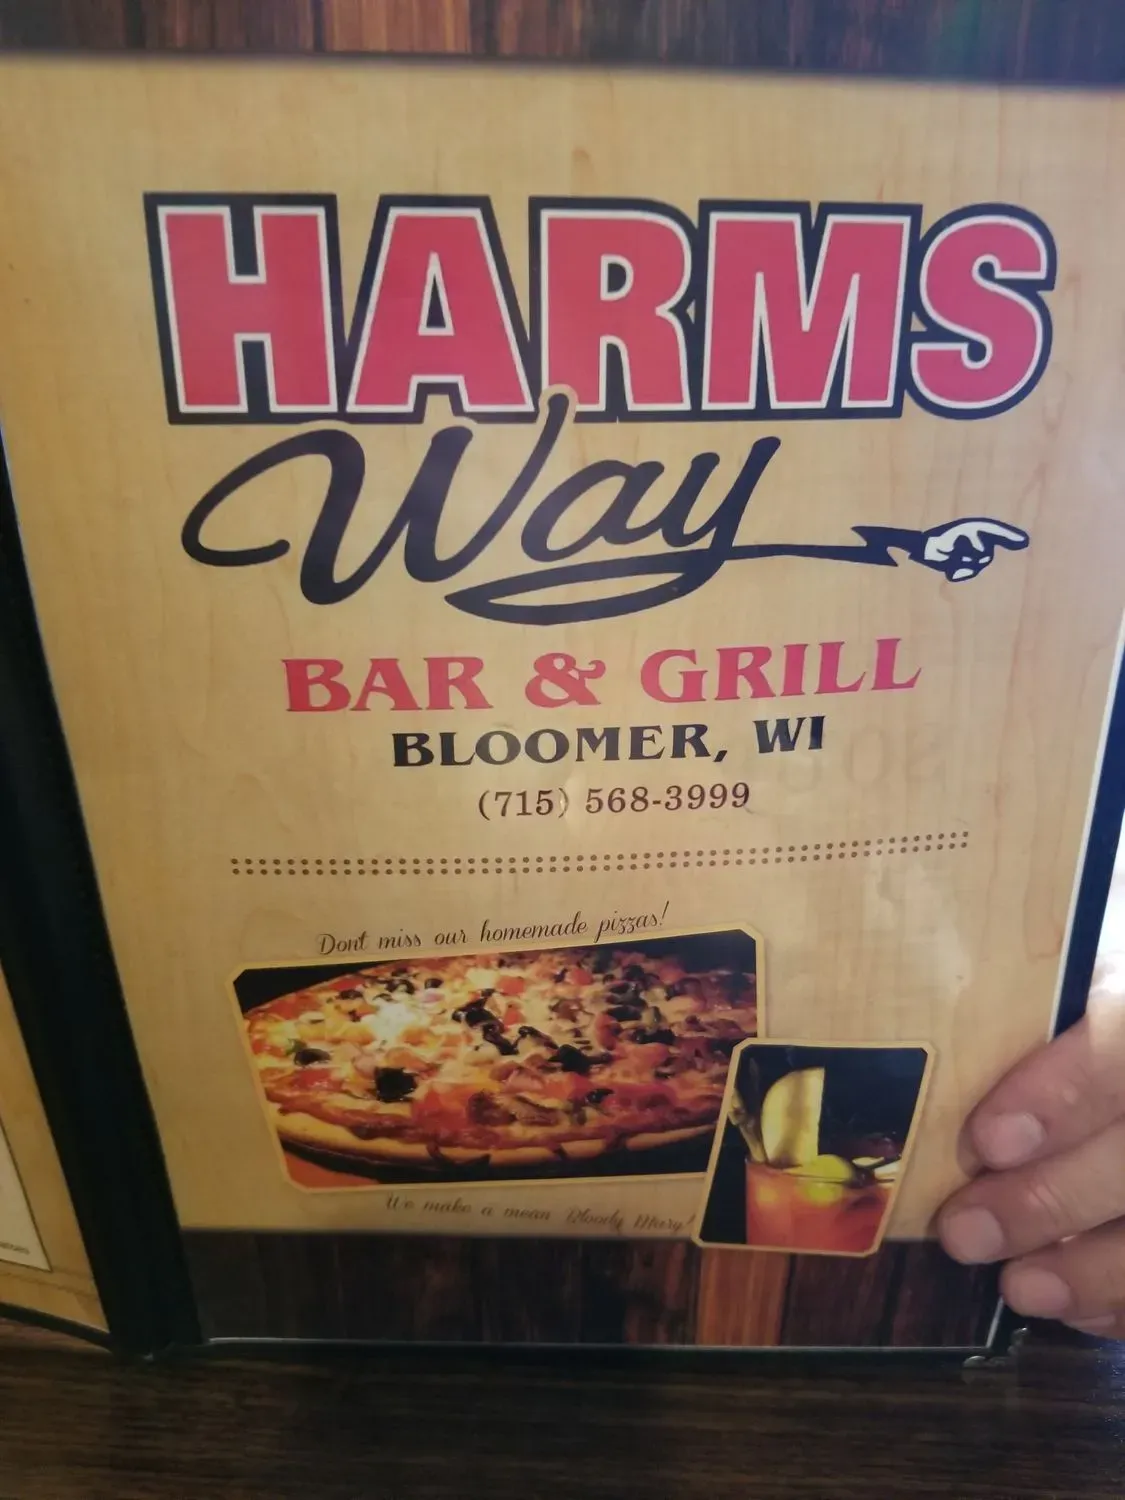 HARMS
Way
BAR & GRILL
BLOOMER, WI
(715) 568-3999
Dont miss our homemade pizzas!
We make a mean Bloody Mary!